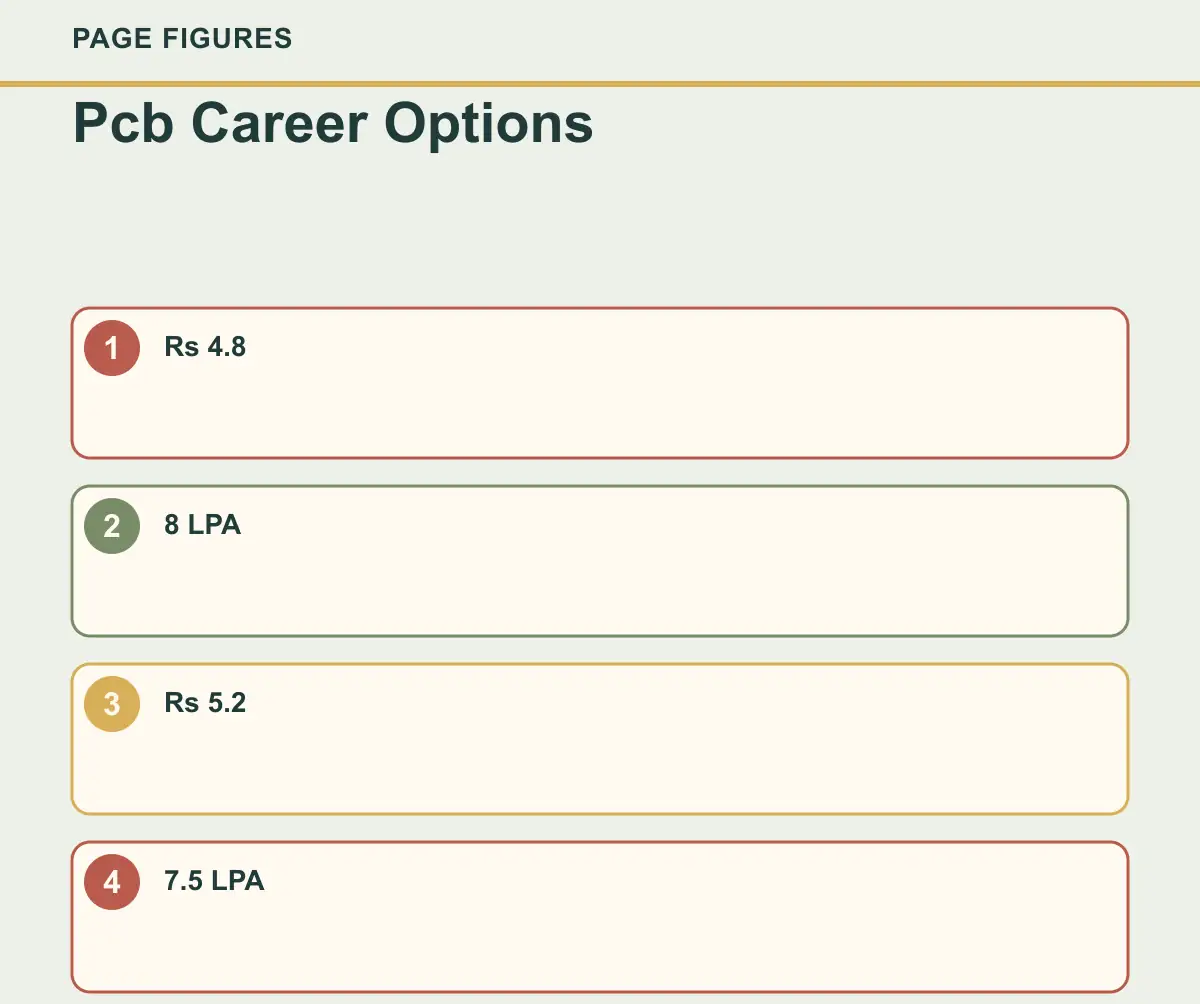 PAGE FIGURES
Pcb Career Options
1 Rs 4.8
2 8 LPA
3 Rs 5.2
4 7.5 LPA